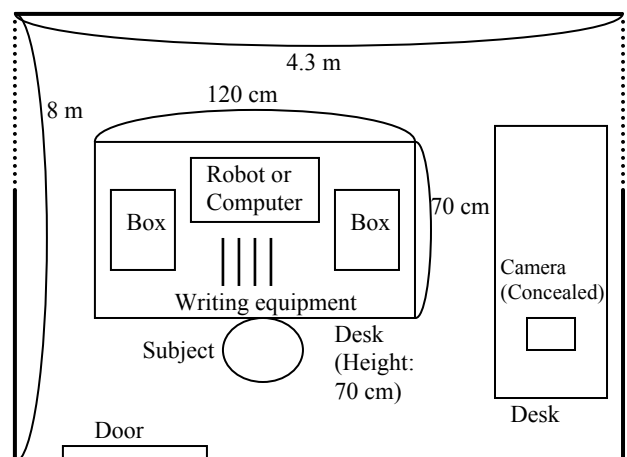 4.3 m
8 m
120 cm
Robot or
Computer
Box
Box
70 cm
Writing equipment
Camera
(Concealed)
Subject
Desk
(Height:
70 cm)
Desk
Door